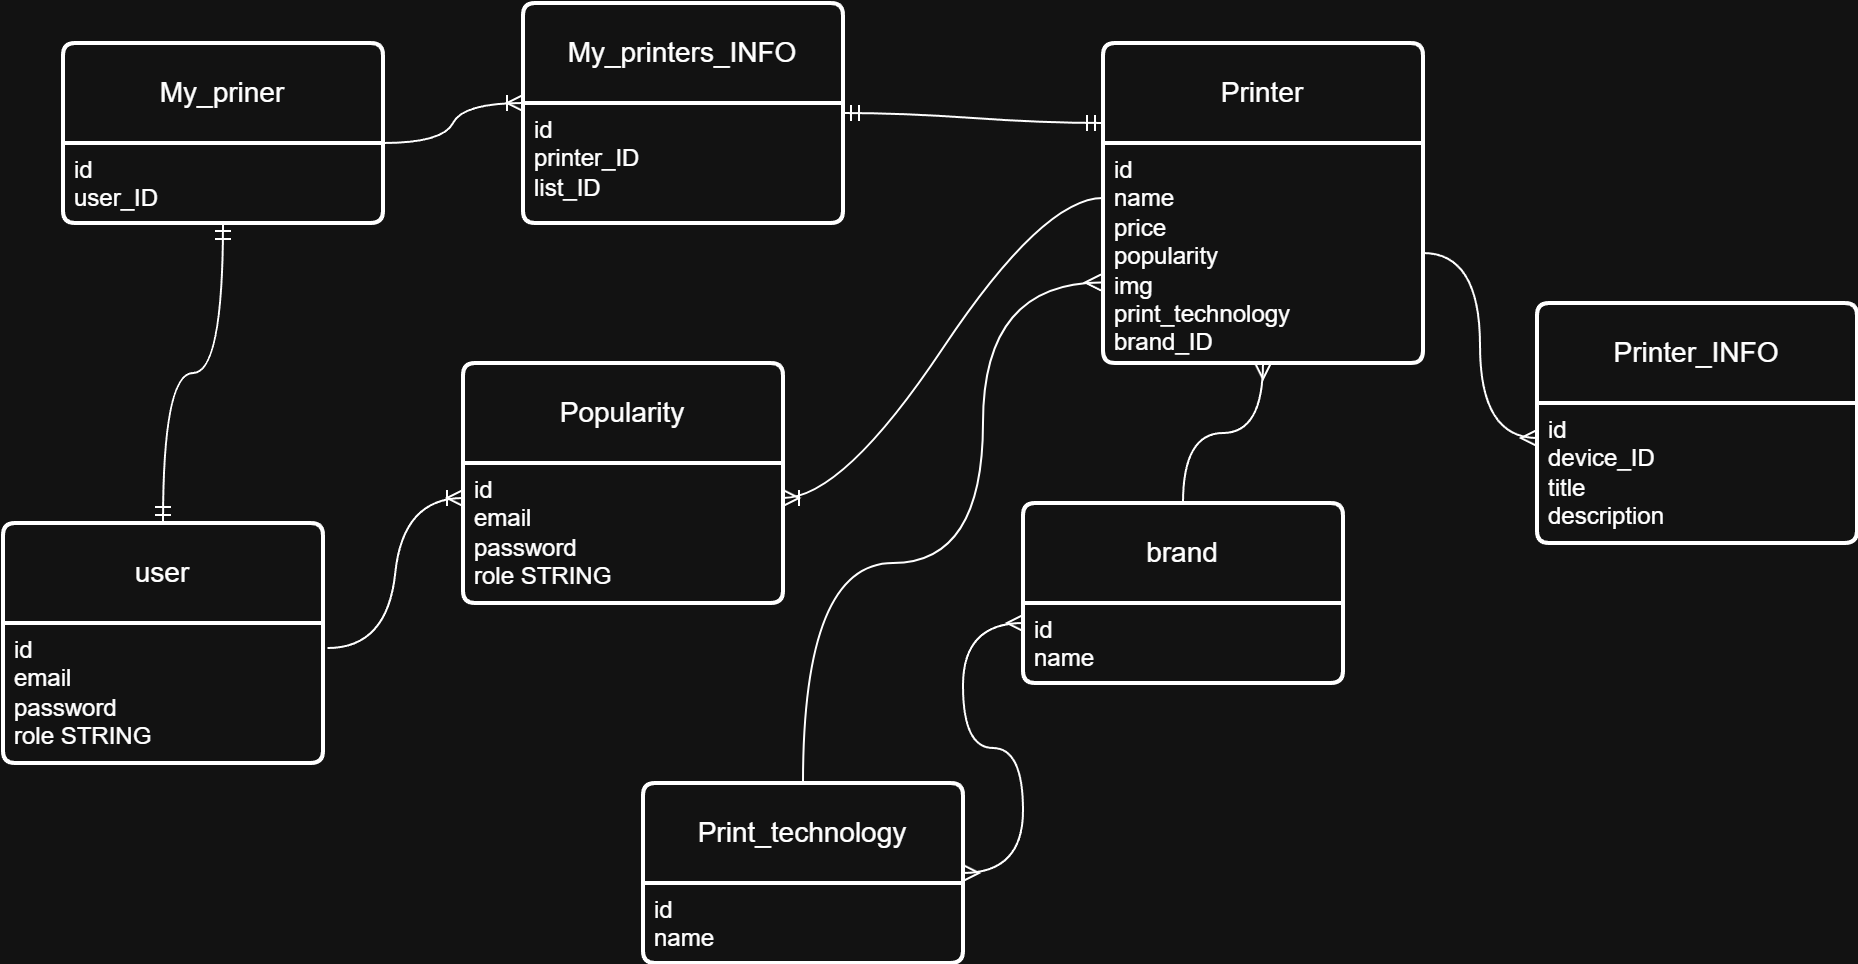 My_priner
id
user_ID
My_printers_INFO
id
printer_ID
list_ID
Printer
id
name
price
popularity
img
print_technology
brand_ID
Printer_INFO
id
device_ID
title
description
Popularity
id
email
password
role STRING
user
id
email
password
role STRING
brand
id
name
Print_technology
id
name